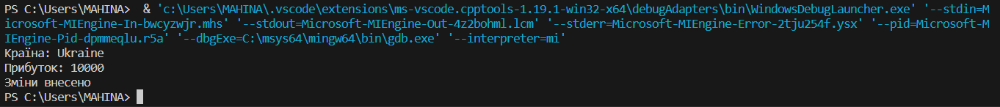 PS C:\Users\MAHINA>  & 'c:\Users\MAHINA\.vscode\extensions\ms-vscode.cpptools-1.19.1-win32-x64\debugAdapters\bin\WindowsDebugLauncher.exe' '--stdin=M
icrosoft-MIEngine-In-bwcyzwjr.mhs' '--stdout=Microsoft-MIEngine-Out-4z2bohml.lcm' '--stderr=Microsoft-MIEngine-Error-2tju254f.ysx' '--pid=Microsoft-M
IEngine-Pid-dpmmeqlu.r5a' '--dbgExe=C:\msys64\mingw64\bin\gdb.exe' '--interpreter=mi'
Країна: Ukraine
Прибуток: 10000
Зміни внесено
PS C:\Users\MAHINA>